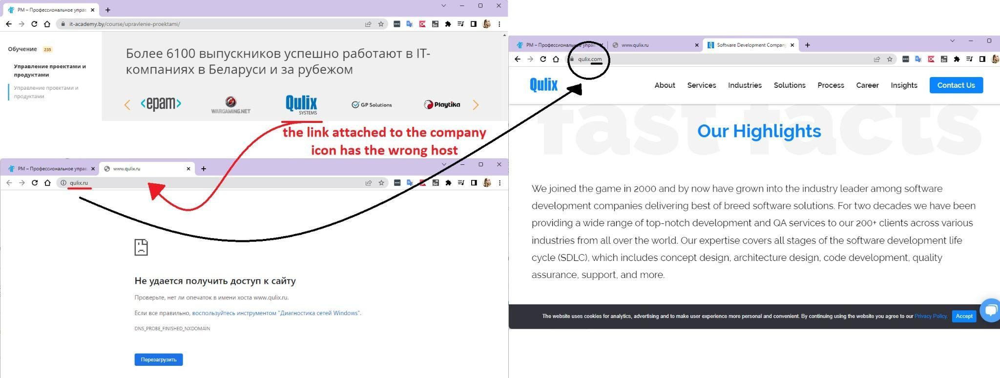 PM – Профессиональное управ
it-academy.by/course/upravlenie-proektami/
Обучение 235
Управление проектами и
продуктами
Управление проектами и
продуктами
Более 6100 выпускников успешно работают в IT-
компаниях в Беларуси и за рубежом
<epam>
WARGAMING.NET
Qulix
SYSTEMS
GP Solutions
Playtika
the link attached to the company
icon has the wrong host
PM – Профессиональное управ
www.qulix.ru
qulix.ru
Не удается получить доступ к сайту
Проверьте, нет ли опечаток в имени хоста www.qulix.ru.
Если все правильно, воспользуйтесь инструментом "Диагностика сетей Windows".
DNS_PROBE_FINISHED_NXDOMAIN
Перезагрузить
PM – Профессиональное управ
www.qulix.ru
Software Development Company
qulix.com
Qulix
About Services Industries Solutions Process Career Insights Contact Us
fast facts
Our Highlights
We joined the game in 2000 and by now have grown into the industry leader among software
development companies delivering best of breed software solutions. For two decades we have been
providing a wide range of top-notch development and QA services to our 200+ clients across various
industries from all over the world. Our expertise covers all stages of the software development life
cycle (SDLC), which includes concept design, architecture design, code development, quality
assurance, support, and more.
The website uses cookies for analytics, advertising and to make user experience more personal and convenient. By continuing using the website you agree to our Privacy Policy. Accept